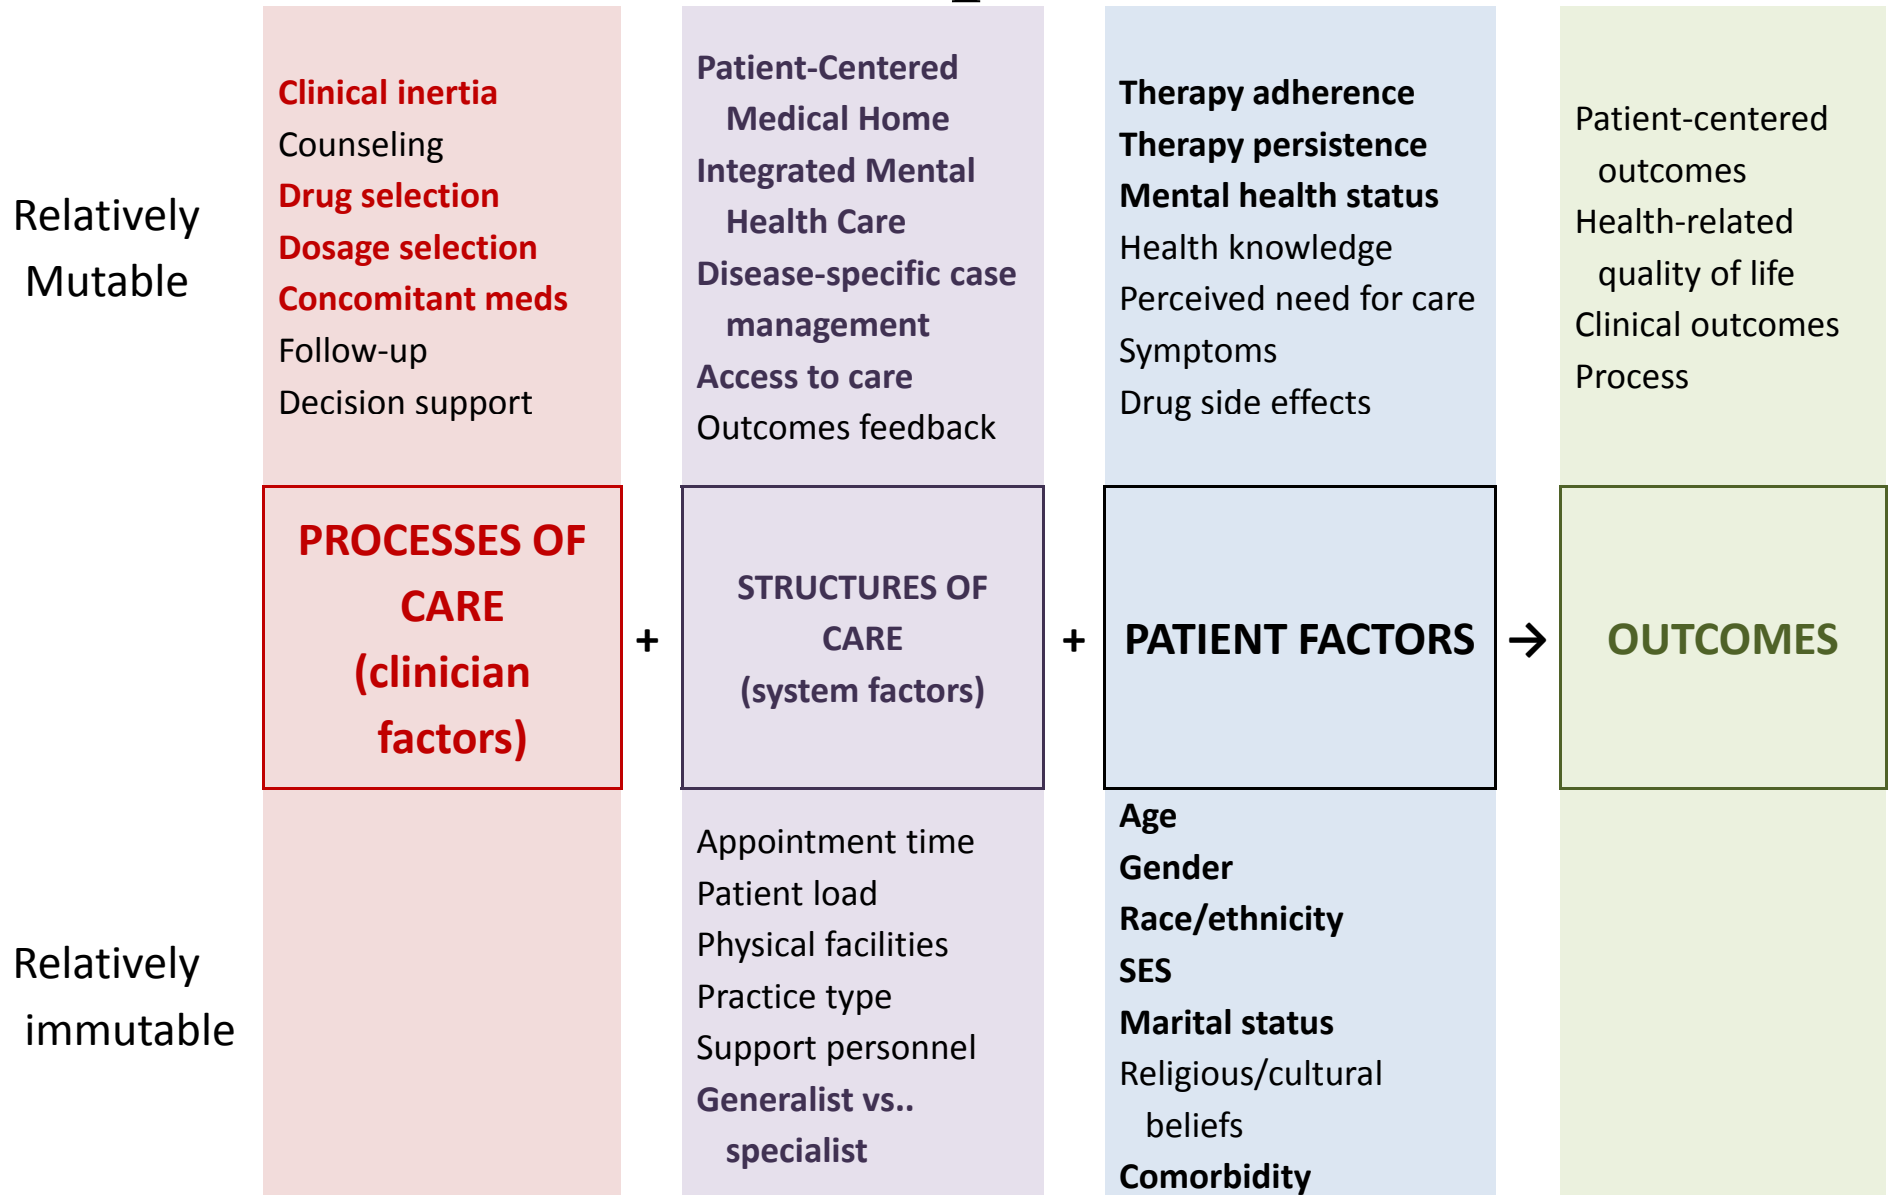 Relatively
Mutable
Clinical inertia
Counseling
Drug selection
Dosage selection
Concomitant meds
Follow-up
Decision support
Patient-Centered
Medical Home
Integrated Mental
Health Care
Disease-specific case
management
Access to care
Outcomes feedback
Therapy adherence
Therapy persistence
Mental health status
Health knowledge
Perceived need for care
Symptoms
Drug side effects
Patient-centered
outcomes
Health-related
quality of life
Clinical outcomes
Process
PROCESSES OF
CARE
(clinician
factors)
+
STRUCTURES OF
CARE
(system factors)
+
PATIENT FACTORS
→
OUTCOMES
Relatively
immutable
Appointment time
Patient load
Physical facilities
Practice type
Support personnel
Generalist vs..
specialist
Age
Gender
Race/ethnicity
SES
Marital status
Religious/cultural
beliefs
Comorbidity